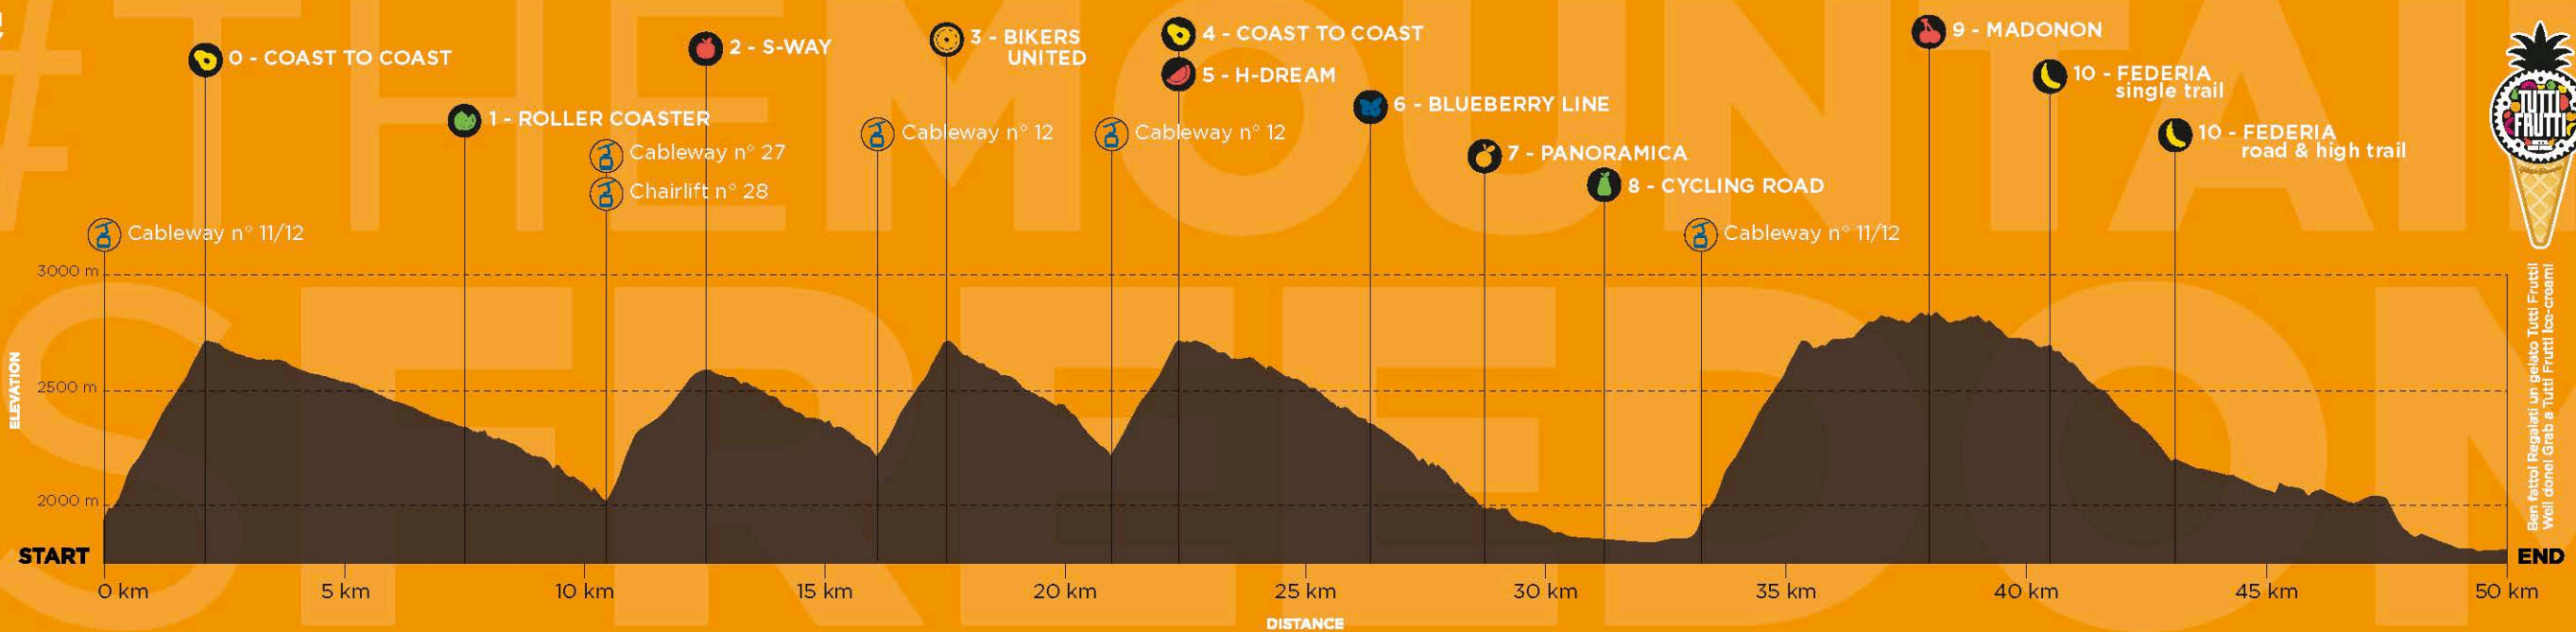 #THEMOUNTAIN
SFREEDOM
0 - COAST TO COAST
1 - ROLLER COASTER
2 - S-WAY
3 - BIKERS
UNITED
4 - COAST TO COAST
5 - H-DREAM
6 - BLUEBERRY LINE
7 - PANORAMICA
8 - CYCLING ROAD
9 - MADONON
10 - FEDERIA
single trail
10 - FEDERIA
road & high trail
Cableway n° 11/12
Cableway n° 27
Chairlift n° 28
Cableway n° 12
Cableway n° 12
Cableway n° 11/12
TUTTI
FRUTTI
3000 m
2500 m
2000 m
ELEVATION
START
END
0 km
5 km
10 km
15 km
20 km
25 km
30 km
35 km
40 km
45 km
50 km
DISTANCE
Ben fatto! Regalati un gelato Tutti Frutti!
Well done! Grab a Tutti Frutti Ice-cream!